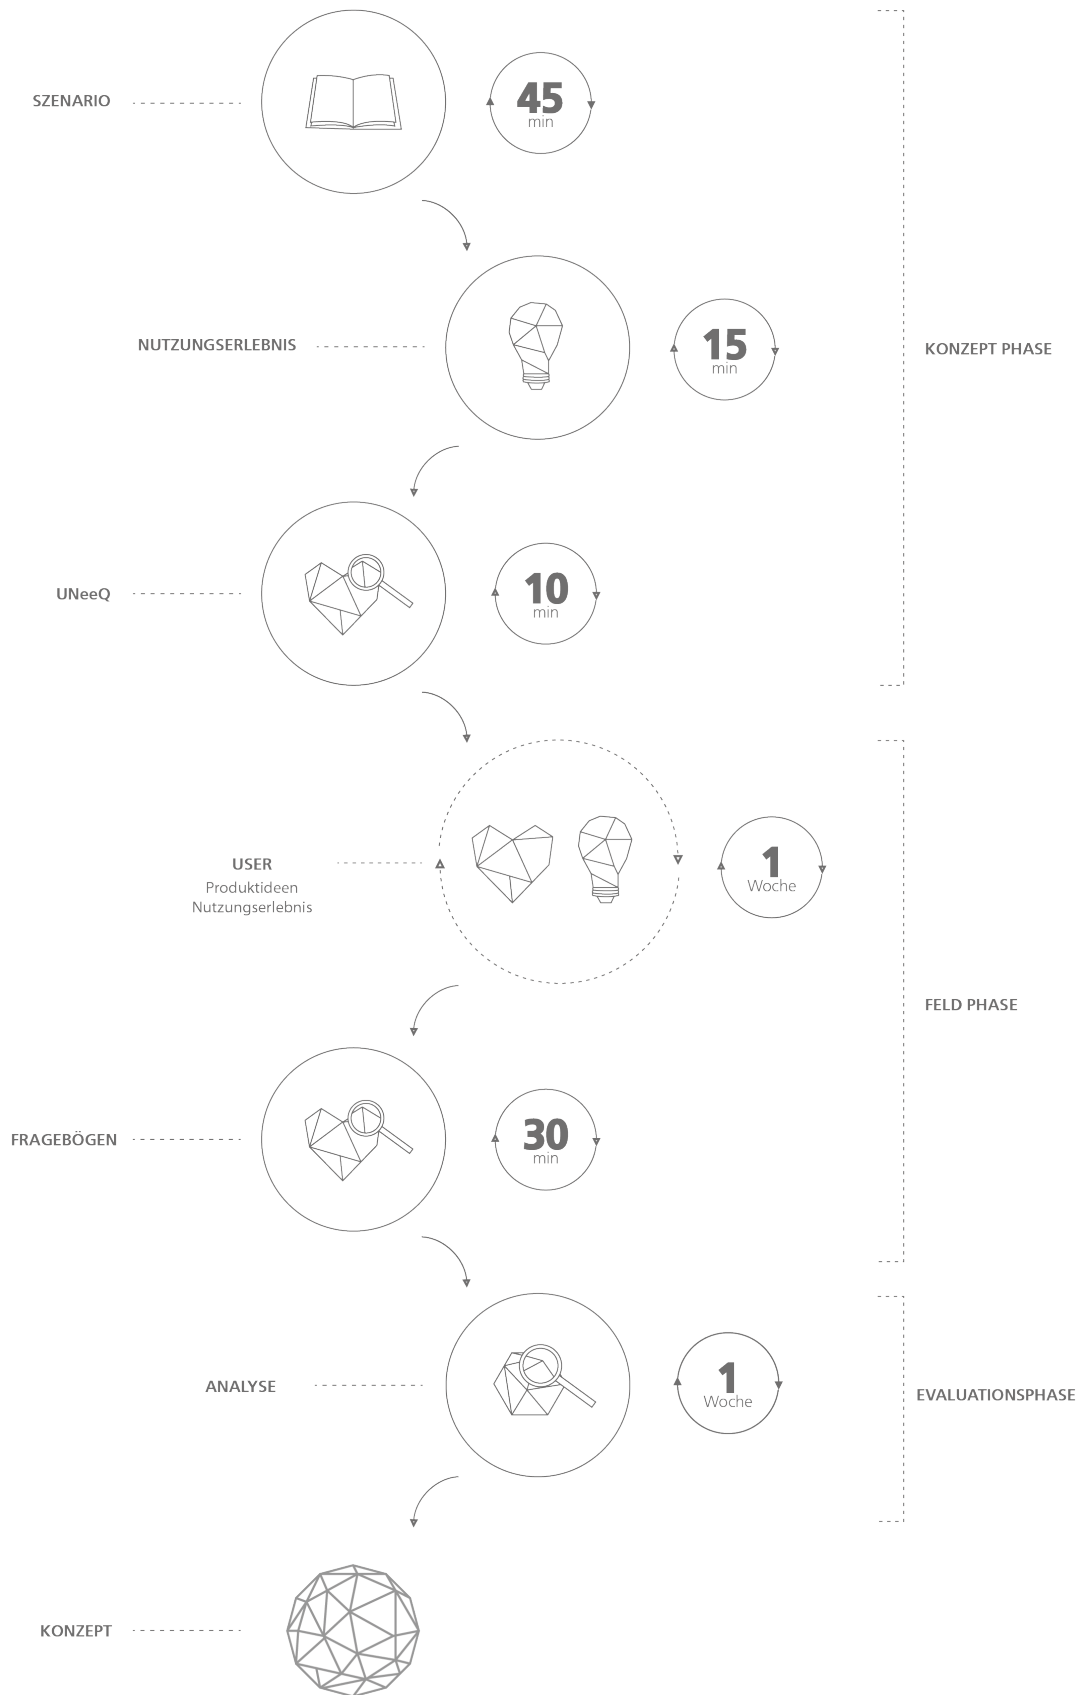 SZENARIO
45
min
NUTZUNGSERLEBNIS
15
min
KONZEPT PHASE
UNeeQ
10
min
USER
Produktideen
Nutzungserlebnis
1
Woche
FELD PHASE
FRAGEBÖGEN
30
min
ANALYSE
1
Woche
EVALUATIONSPHASE
KONZEPT